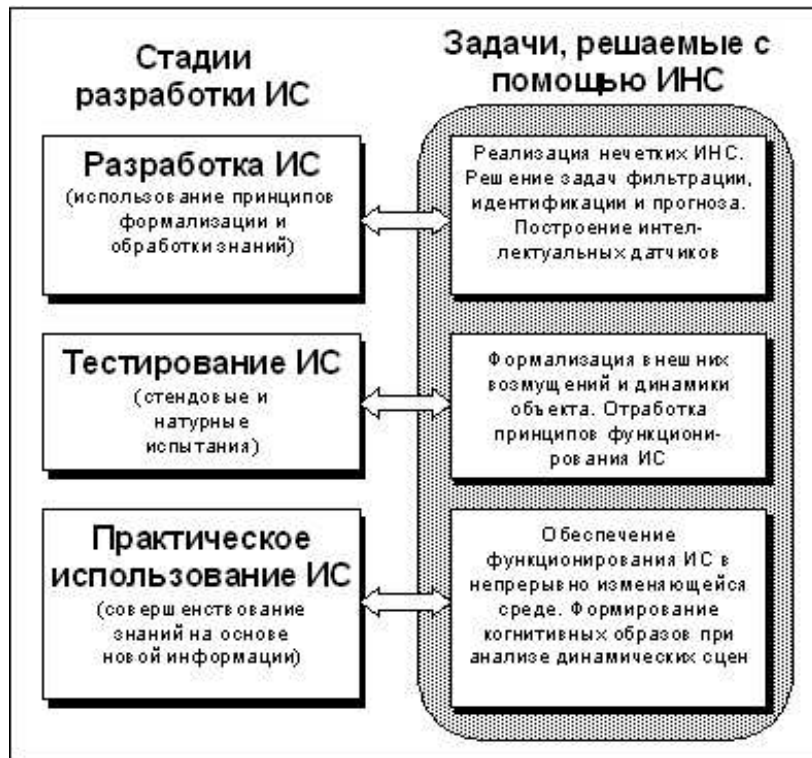 Стадии
разработки ИС
Задачи, решаемые с
помощью ИНС
Разработка ИС
(использование принципов
формализации и
обработки знаний)
Реализация нечетких ИНС.
Решение задач фильтрации,
идентификации и прогноза.
Построение интел-
лектуальных датчиков
Тестирование ИС
(стендовые и
натурные
испытания)
Формализация внешних
возмущений и динамики
объекта. Отработка
принципов функциони-
рования ИС
Практическое
использование ИС
(совершенствование
знаний на основе
новой информации)
Обеспечение
функционирования ИС в
непрерывно изменяющейся
среде. Формирование
когнитивных образов при
анализе динамических сцен